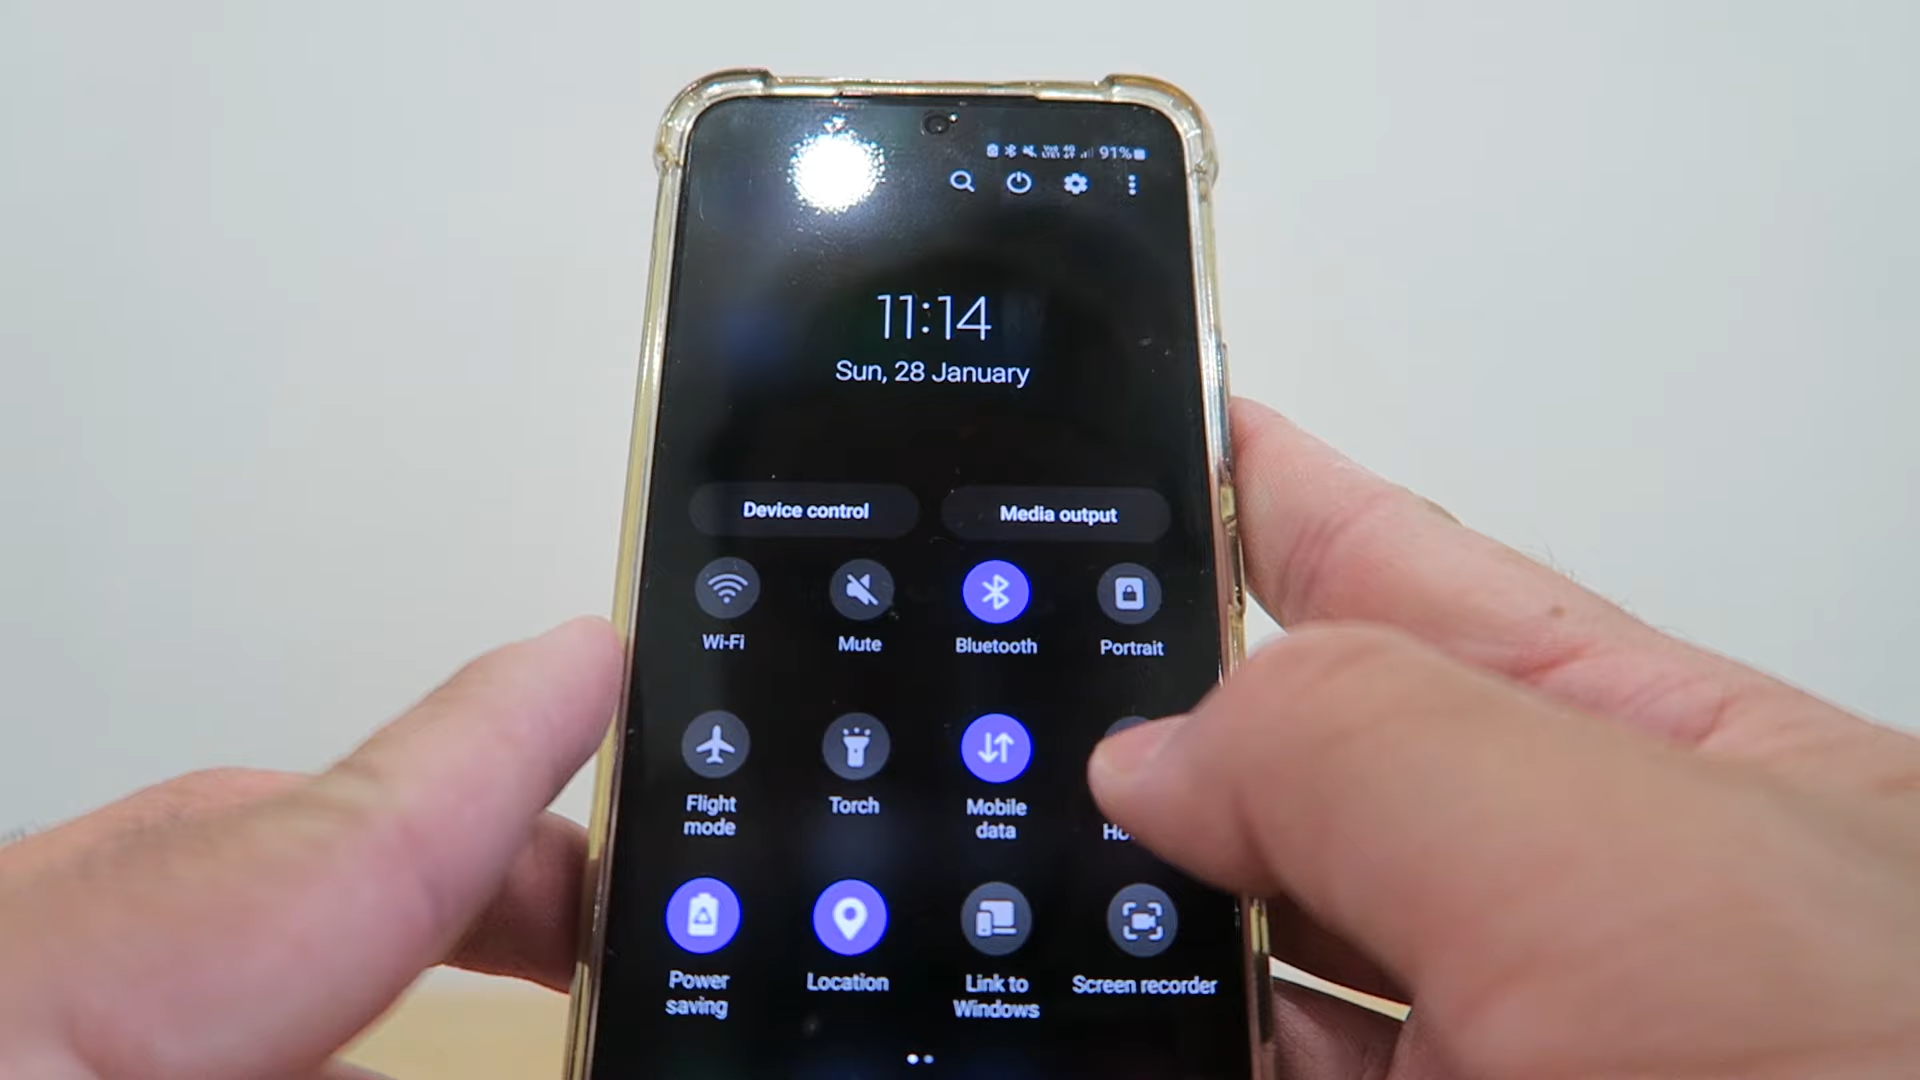 91%
11:14
Sun, 28 January
Device control
Media output
Wi-Fi
Mute
Bluetooth
Portrait
Flight
mode
Torch
Mobile
data
Power
saving
Location
Link to
Windows
Screen recorder